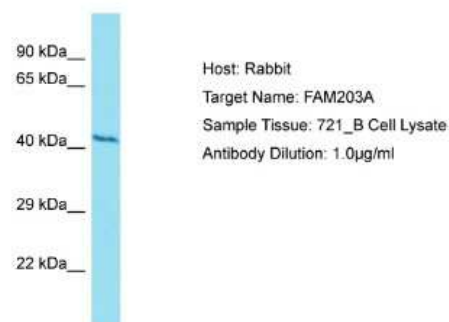 90 kDa
65 kDa
40 kDa
29 kDa
22 kDa
Host: Rabbit
Target Name: FAM203A
Sample Tissue: 721_B Cell Lysate
Antibody Dilution: 1.0µg/ml